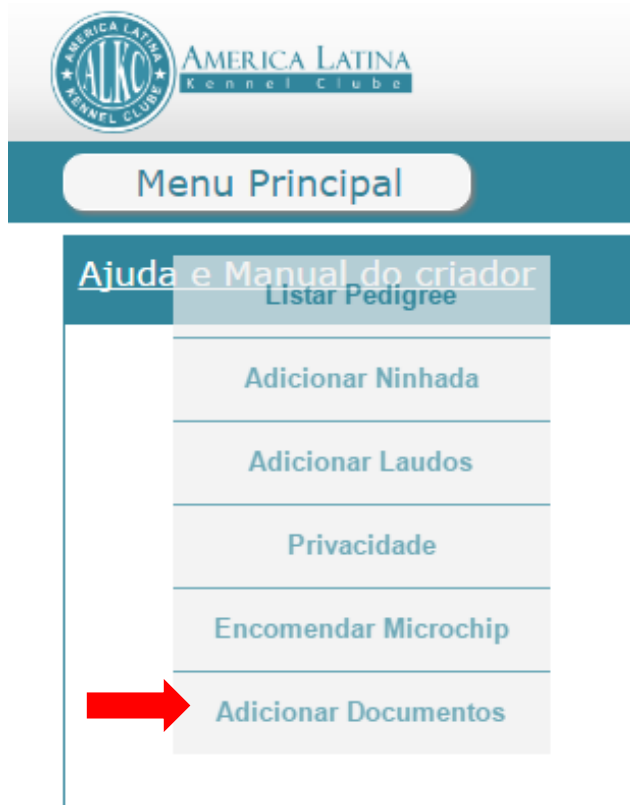 AMERICA LATINA
ALKC
KENNEL CLUBE
AMERICA LATINA
Kennel Clube
Menu Principal
Ajuda e Manual do criador
Listar Pedigree
Adicionar Ninhada
Adicionar Laudos
Privacidade
Encomendar Microchip
Adicionar Documentos